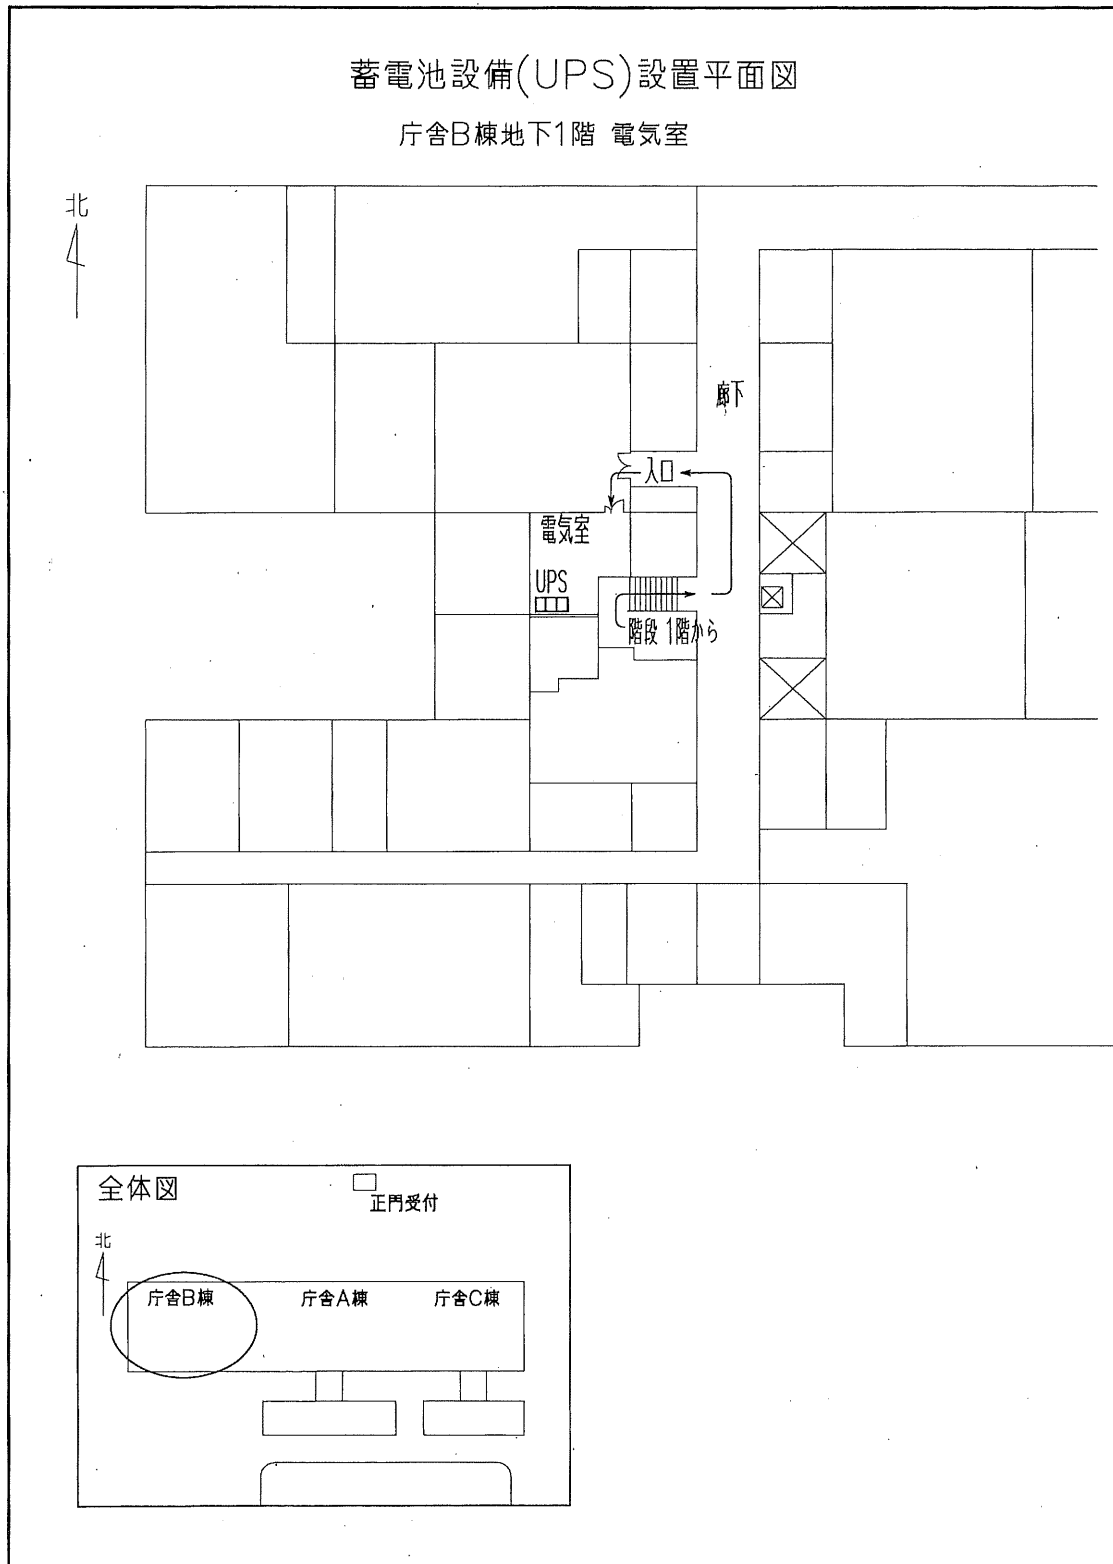 蓄電池設備(UPS)設置平面図
庁舎B棟地下1階 電気室
北
廊下
入口
電気室
UPS
階段 1階から
全体図
正門受付
北
庁舎B棟
庁舎A棟
庁舎C棟